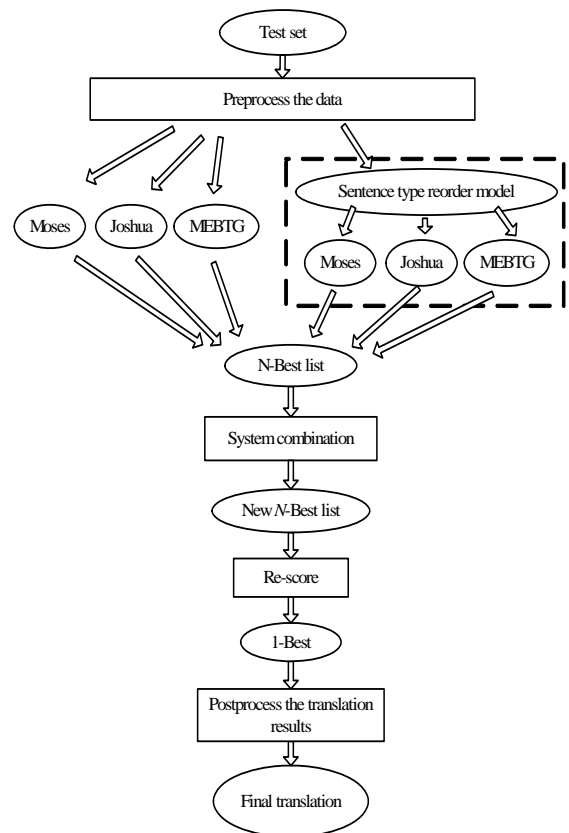 Test set
Preprocess the data
Sentence type reorder model
Moses Joshua MEBTG
Moses Joshua MEBTG
N-Best list
System combination
New N-Best list
Re-score
1-Best
Postprocess the translation
results
Final translation